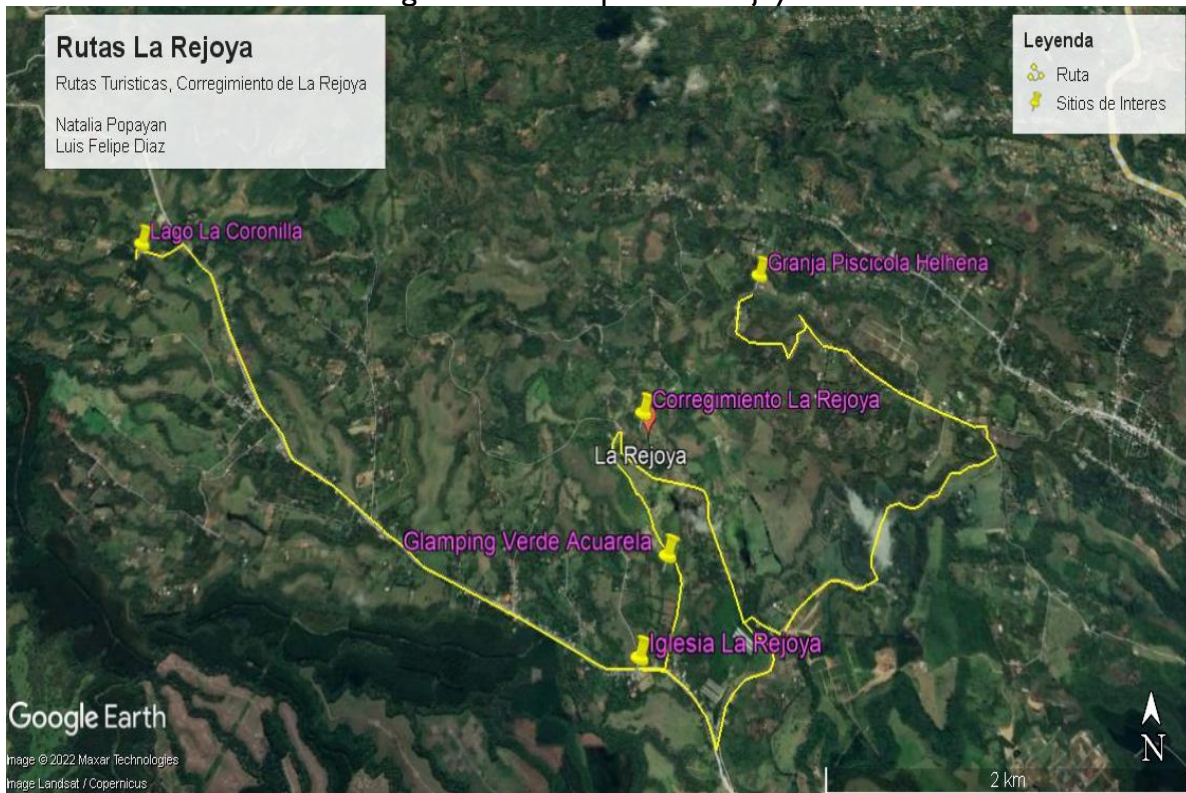 Rutas La Rejoya
Rutas Turisticas, Corregimiento de La Rejoya
Natalia Popayan
Luis Felipe Diaz
Leyenda
Ruta
Sitios de Interes
Lago La Coronilla
Granja Piscicola Helhena
Corregimiento La Rejoya
La Rejoya
Glamping Verde Acuarela
Iglesia La Rejoya
Google Earth
N
2 km
mage © 2022 Maxar Technologies
mage Landsat / Copernicus